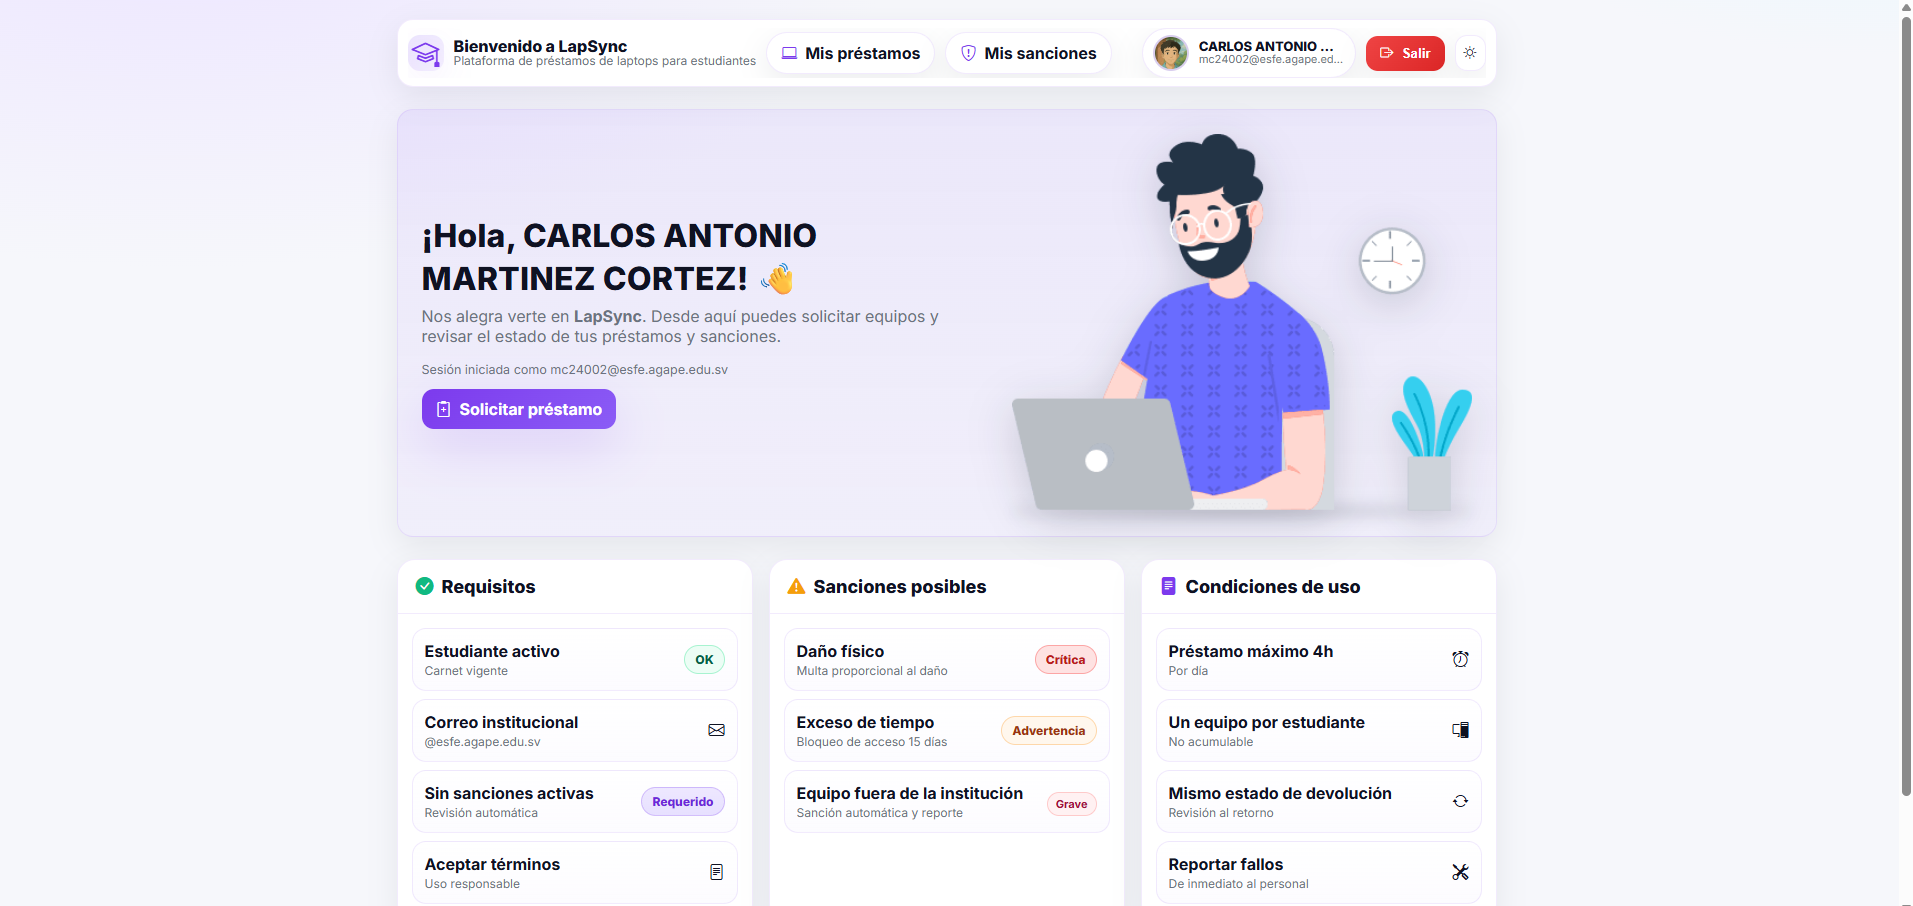 Bienvenido a LapSync
Plataforma de préstamos de laptops para estudiantes
Mis préstamos
Mis sanciones
CARLOS ANTONIO ...
mc24002@esfe.agape.ed...
Salir
¡Hola, CARLOS ANTONIO
MARTINEZ CORTEZ! 👋
Nos alegra verte en LapSync. Desde aquí puedes solicitar equipos y
revisar el estado de tus préstamos y sanciones.
Sesión iniciada como mc24002@esfe.agape.edu.sv
Solicitar préstamo
Requisitos
Estudiante activo
Carnet vigente
OK
Correo institucional
@esfe.agape.edu.sv
Sin sanciones activas
Revisión automática
Requerido
Aceptar términos
Uso responsable
Sanciones posibles
Daño físico
Multa proporcional al daño
Crítica
Exceso de tiempo
Bloqueo de acceso 15 días
Advertencia
Equipo fuera de la institución
Sanción automática y reporte
Grave
Condiciones de uso
Préstamo máximo 4h
Por día
Un equipo por estudiante
No acumulable
Mismo estado de devolución
Revisión al retorno
Reportar fallos
De inmediato al personal